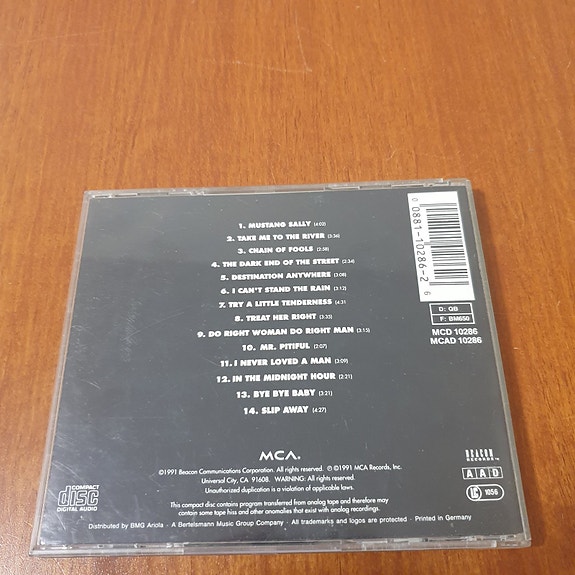 1. MUSTANG SALLY (4:02)
2. TAKE ME TO THE RIVER (3:36)
3. CHAIN OF FOOLS (2:58)
4. THE DARK END OF THE STREET (2:34)
5. DESTINATION ANYWHERE (3:08)
6. I CAN'T STAND THE RAIN (3:12)
7. TRY A LITTLE TENDERNESS (4:31
8. TREAT HER RIGHT (3:33)
9. DO RIGHT WOMAN DO RIGHT MAN (3:15)
10. MR. PITIFUL (2:07)
11. I NEVER LOVED A MAN (3:09)
12. IN THE MIDNIGHT HOUR (2:21)
13. BYE BYE BABY (3:21)
14. SLIP AWAY (4:27)
0 0881-10286-2 6
D: QB
F: BM650
MCD 10286
MCAD 10286
MCA
BEACON
RECORDS
AAD
LC 1056
©1991 Beacon Communications Corporation. All rights reserved. ℗©1991 MCA Records, Inc.
Universal City, CA 91608. WARNING: All rights reserved.
Unauthorized duplication is a violation of applicable laws.
This compact disc contains program transferred from analog tape and therefore may
contain some tape hiss and other anomalies that exist with analog recordings.
COMPACT
disc
DIGITAL AUDIO
Distributed by BMG Ariola · A Bertelsmann Music Group Company · All trademarks and logos are protected · Printed in Germany